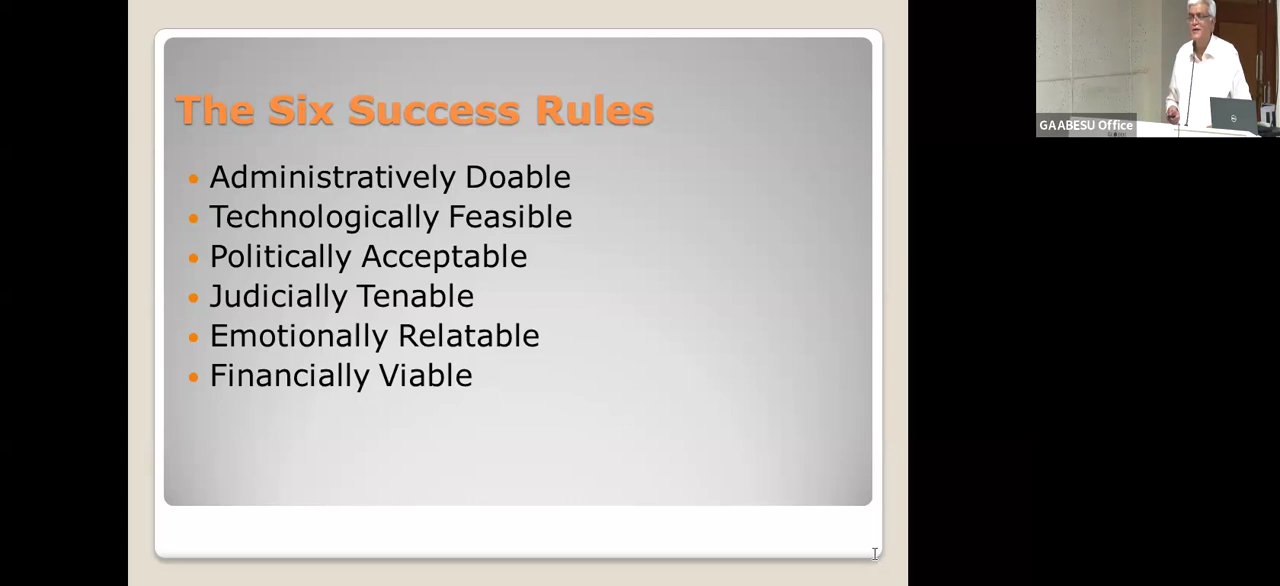 The Six Success Rules
Administratively Doable
Technologically Feasible
Politically Acceptable
Judicially Tenable
Emotionally Relatable
Financially Viable
GAABESU Office